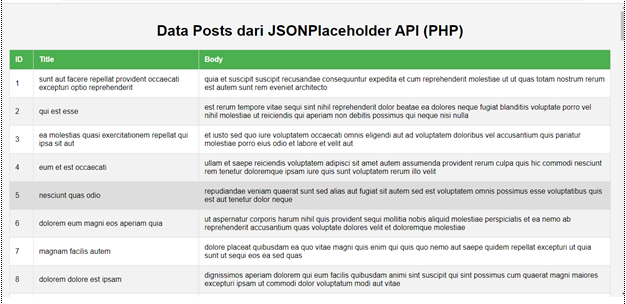 Data Posts dari JSONPlaceholder API (PHP)
ID Title Body
1 sunt aut facere repellat provident occaecati excepturi optio reprehenderit quia et suscipit suscipit recusandae consequuntur expedita et cum reprehenderit molestiae ut ut quas totam nostrum rerum est autem sunt rem eveniet architecto
2 qui est esse est rerum tempore vitae sequi sint nihil reprehenderit dolor beatae ea dolores neque fugiat blanditiis voluptate porro vel nihil molestiae ut reiciendis qui aperiam non debitis possimus qui neque nisi nulla
3 ea molestias quasi exercitationem repellat qui ipsa sit aut et iusto sed quo iure voluptatem occaecati omnis eligendi aut ad voluptatem doloribus vel accusantium quis pariatur molestiae porro eius odio et labore et velit aut
4 eum et est occaecati ullam et saepe reiciendis voluptatem adipisci sit amet autem assumenda provident rerum culpa quis hic commodi nesciunt rem tenetur doloremque ipsam iure quis sunt voluptatem rerum illo velit
5 nesciunt quas odio repudiandae veniam quaerat sunt sed alias aut fugiat sit autem sed est voluptatem omnis possimus esse voluptatibus quis est aut tenetur dolor neque
6 dolorem eum magni eos aperiam quia ut aspernatur corporis harum nihil quis provident sequi mollitia nobis aliquid molestiae perspiciatis et ea nemo ab reprehenderit accusantium quas voluptate dolores velit et doloremque molestiae
7 magnam facilis autem dolore placeat quibusdam ea quo vitae magni quis enim qui quis quo nemo aut saepe quidem repellat excepturi ut quia sunt ut sequi eos ea sed quas
8 dolorem dolore est ipsam dignissimos aperiam dolorem qui eum facilis quibusdam animi sint suscipit qui sint possimus cum quaerat magni maiores excepturi ipsam ut commodi dolor voluptatum modi aut vitae